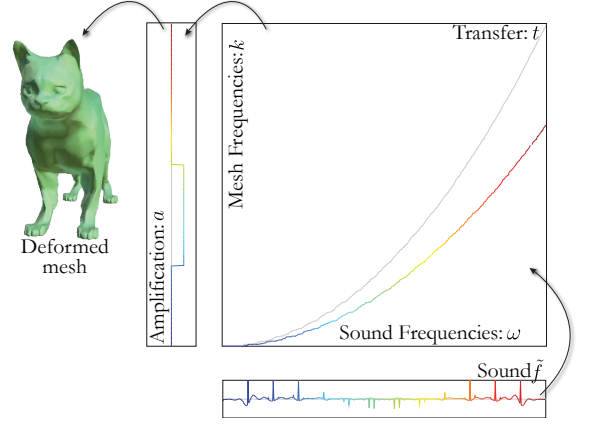 Transfer: t
Mesh Frequencies: k
Amplification: a
Deformed
mesh
Sound Frequencies: ω
Sound f̃